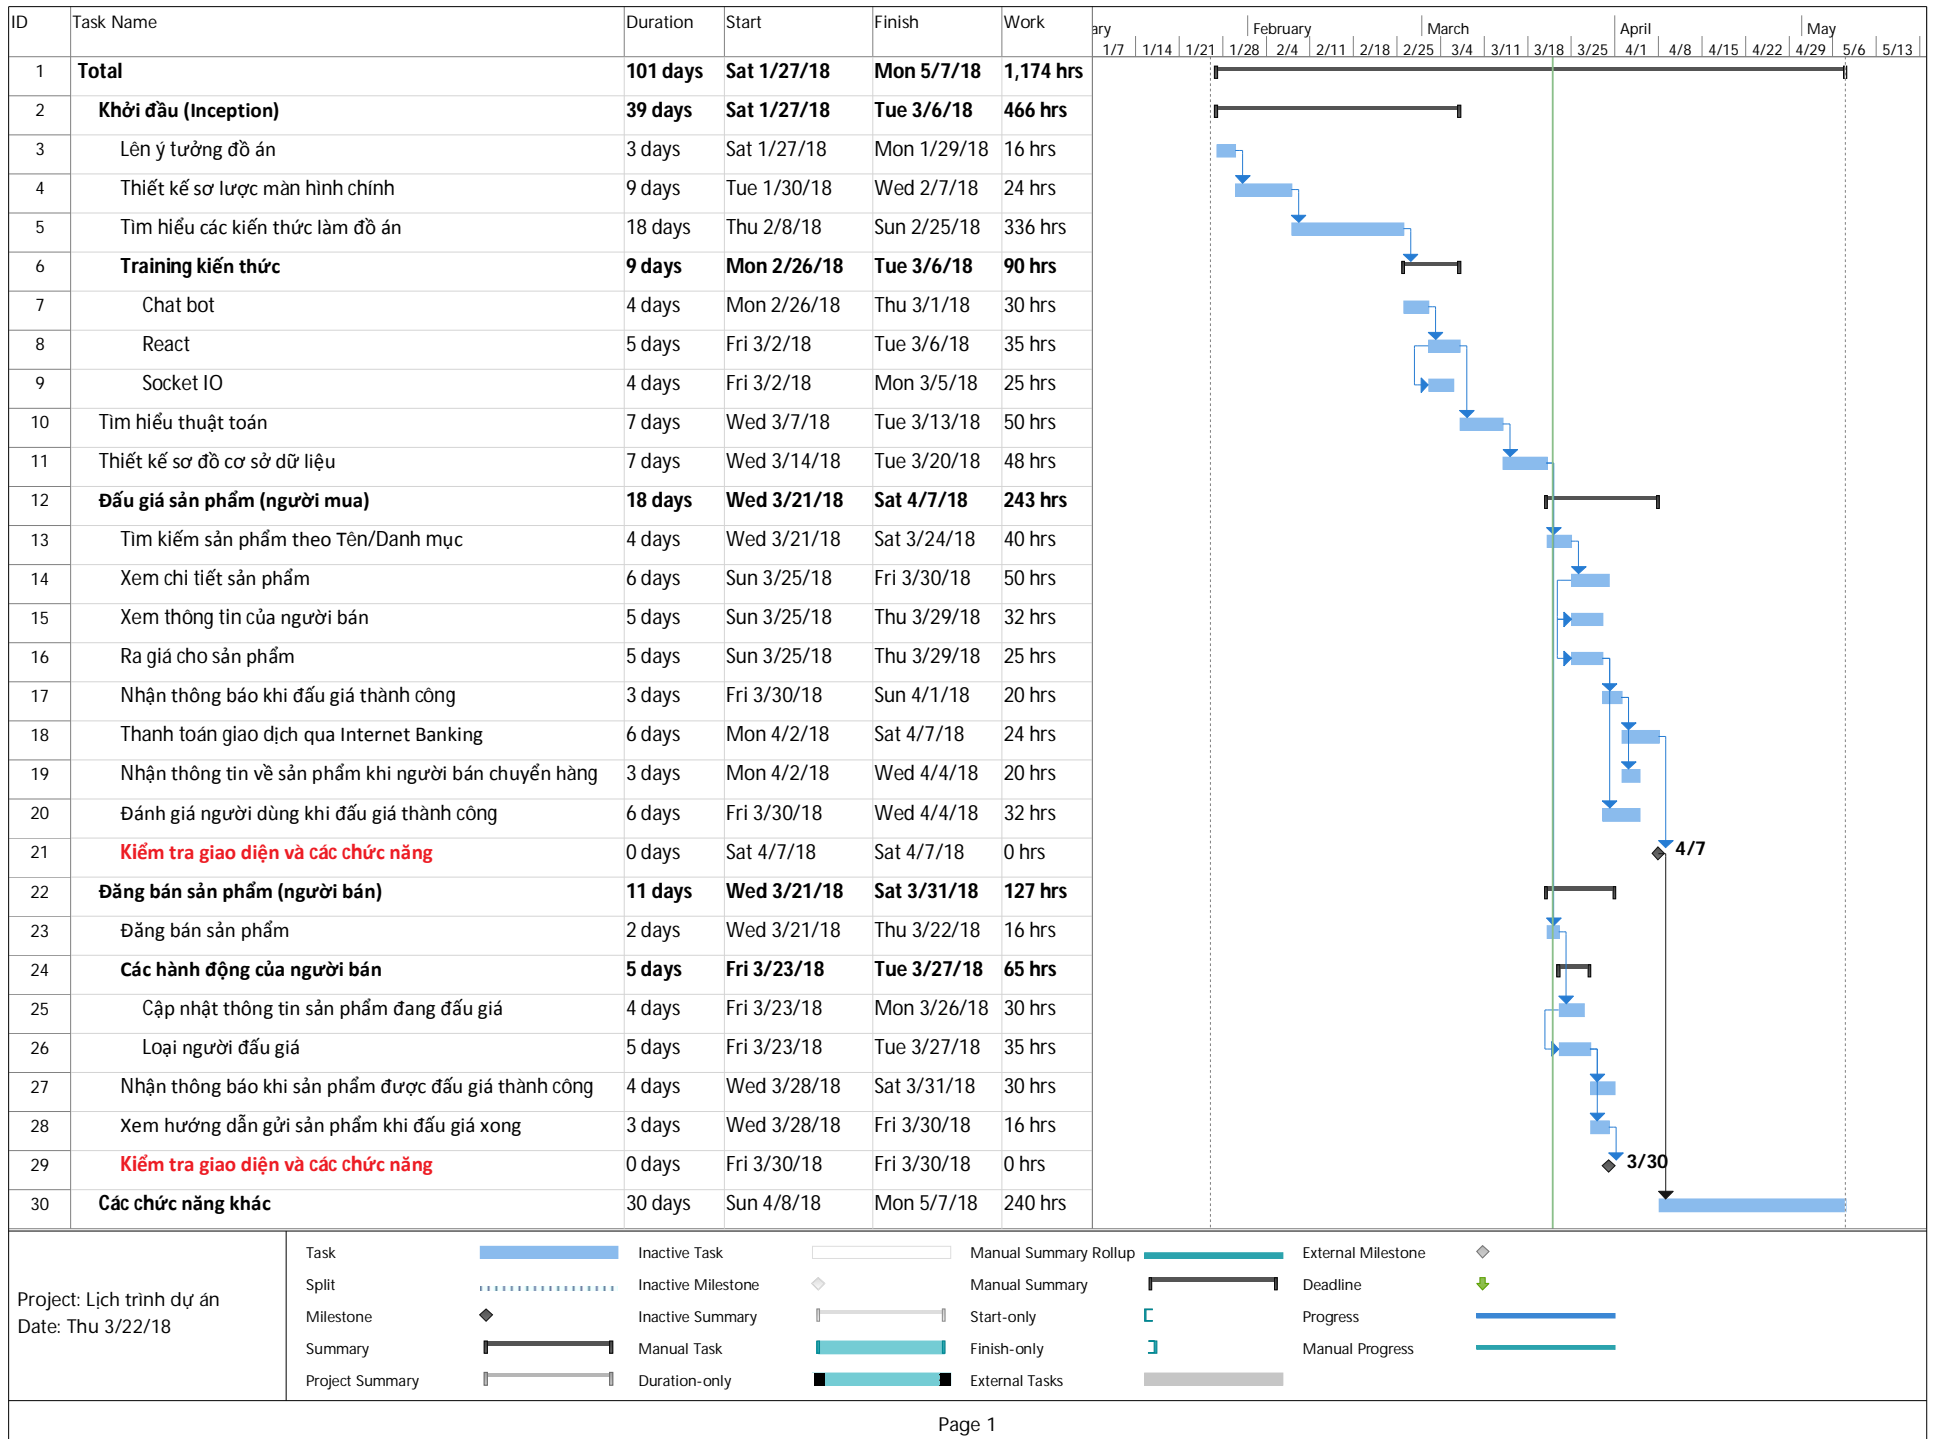 ID Task Name Duration Start Finish Work
ary February March April May
1/7 1/14 1/21 1/28 2/4 2/11 2/18 2/25 3/4 3/11 3/18 3/25 4/1 4/8 4/15 4/22 4/29 5/6 5/13
1 Total 101 days Sat 1/27/18 Mon 5/7/18 1,174 hrs
2 Khởi đầu (Inception) 39 days Sat 1/27/18 Tue 3/6/18 466 hrs
3 Lên ý tưởng đồ án 3 days Sat 1/27/18 Mon 1/29/18 16 hrs
4 Thiết kế sơ lược màn hình chính 9 days Tue 1/30/18 Wed 2/7/18 24 hrs
5 Tìm hiểu các kiến thức làm đồ án 18 days Thu 2/8/18 Sun 2/25/18 336 hrs
6 Training kiến thức 9 days Mon 2/26/18 Tue 3/6/18 90 hrs
7 Chat bot 4 days Mon 2/26/18 Thu 3/1/18 30 hrs
8 React 5 days Fri 3/2/18 Tue 3/6/18 35 hrs
9 Socket IO 4 days Fri 3/2/18 Mon 3/5/18 25 hrs
10 Tìm hiểu thuật toán 7 days Wed 3/7/18 Tue 3/13/18 50 hrs
11 Thiết kế sơ đồ cơ sở dữ liệu 7 days Wed 3/14/18 Tue 3/20/18 48 hrs
12 Đấu giá sản phẩm (người mua) 18 days Wed 3/21/18 Sat 4/7/18 243 hrs
13 Tìm kiếm sản phẩm theo Tên/Danh mục 4 days Wed 3/21/18 Sat 3/24/18 40 hrs
14 Xem chi tiết sản phẩm 6 days Sun 3/25/18 Fri 3/30/18 50 hrs
15 Xem thông tin của người bán 5 days Sun 3/25/18 Thu 3/29/18 32 hrs
16 Ra giá cho sản phẩm 5 days Sun 3/25/18 Thu 3/29/18 25 hrs
17 Nhận thông báo khi đấu giá thành công 3 days Fri 3/30/18 Sun 4/1/18 20 hrs
18 Thanh toán giao dịch qua Internet Banking 6 days Mon 4/2/18 Sat 4/7/18 24 hrs
19 Nhận thông tin về sản phẩm khi người bán chuyển hàng 3 days Mon 4/2/18 Wed 4/4/18 20 hrs
20 Đánh giá người dùng khi đấu giá thành công 6 days Fri 3/30/18 Wed 4/4/18 32 hrs
21 Kiểm tra giao diện và các chức năng 0 days Sat 4/7/18 Sat 4/7/18 0 hrs 4/7
22 Đăng bán sản phẩm (người bán) 11 days Wed 3/21/18 Sat 3/31/18 127 hrs
23 Đăng bán sản phẩm 2 days Wed 3/21/18 Thu 3/22/18 16 hrs
24 Các hành động của người bán 5 days Fri 3/23/18 Tue 3/27/18 65 hrs
25 Cập nhật thông tin sản phẩm đang đấu giá 4 days Fri 3/23/18 Mon 3/26/18 30 hrs
26 Loại người đấu giá 5 days Fri 3/23/18 Tue 3/27/18 35 hrs
27 Nhận thông báo khi sản phẩm được đấu giá thành công 4 days Wed 3/28/18 Sat 3/31/18 30 hrs
28 Xem hướng dẫn gửi sản phẩm khi đấu giá xong 3 days Wed 3/28/18 Fri 3/30/18 16 hrs
29 Kiểm tra giao diện và các chức năng 0 days Fri 3/30/18 Fri 3/30/18 0 hrs 3/30
30 Các chức năng khác 30 days Sun 4/8/18 Mon 5/7/18 240 hrs
Project: Lịch trình dự án
Date: Thu 3/22/18
Task Inactive Task Manual Summary Rollup External Milestone
Split Inactive Milestone Manual Summary Deadline
Milestone Inactive Summary Start-only Progress
Summary Manual Task Finish-only Manual Progress
Project Summary Duration-only External Tasks
Page 1